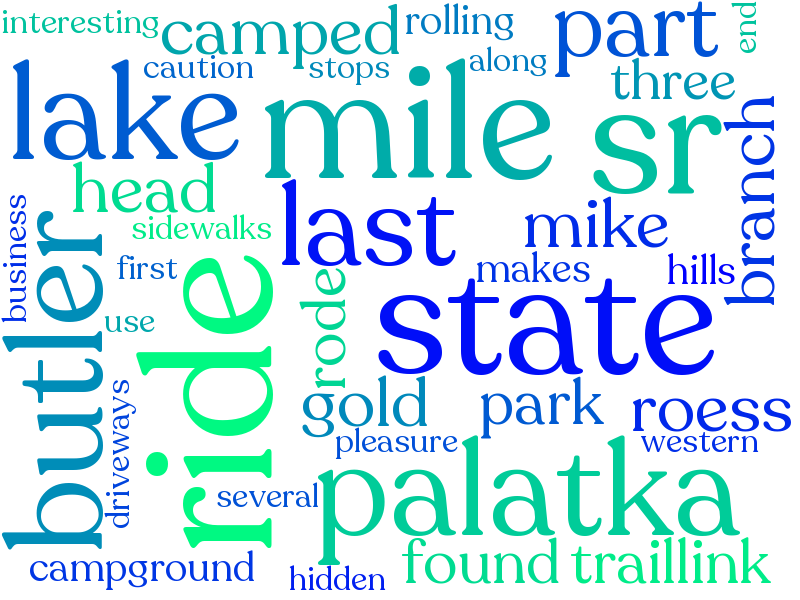 interesting
camped
rolling
part
end
caution
stops
along
three
lake
mile
sr
branch
head
last
mike
sidewalks
business
butler
first
rode
makes
hills
use
ride
state
driveways
gold
park
roess
pleasure
western
several
palatka
campground
hidden
found
traillink